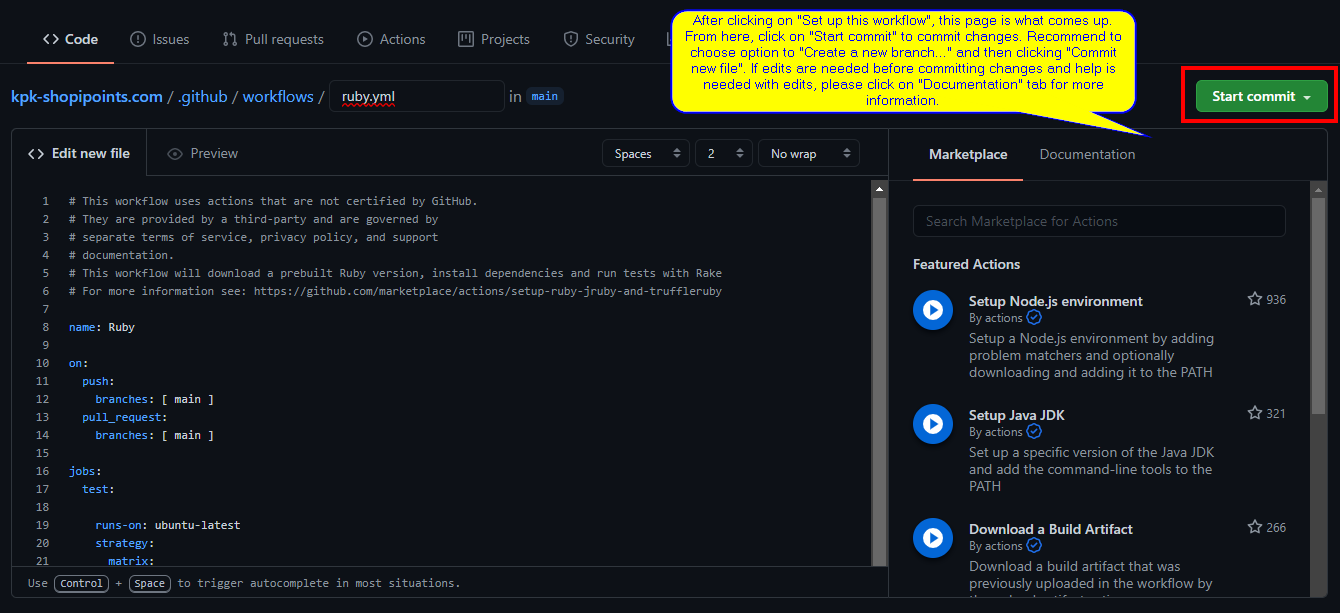 Code
Issues
Pull requests
Actions
Projects
Security
After clicking on "Set up this workflow", this page is what comes up.
From here, click on "Start commit" to commit changes. Recommend to
choose option to "Create a new branch..." and then clicking "Commit
new file". If edits are needed before committing changes and help is
needed with edits, please click on "Documentation" tab for more
information.
kpk-shopipoints.com / .github / workflows / ruby.yml in main
Start commit
Edit new file
Preview
Spaces
2
No wrap
1 # This workflow uses actions that are not certified by GitHub.
2 # They are provided by a third-party and are governed by
3 # separate terms of service, privacy policy, and support
4 # documentation.
5 # This workflow will download a prebuilt Ruby version, install dependencies and run tests with Rake
6 # For more information see: https://github.com/marketplace/actions/setup-ruby-jruby-and-truffleruby
7
8 name: Ruby
9
10 on:
11 push:
12 branches: [ main ]
13 pull_request:
14 branches: [ main ]
15
16 jobs:
17 test:
18
19 runs-on: ubuntu-latest
20 strategy:
21 matrix:
Use Control + Space to trigger autocomplete in most situations.
Marketplace
Documentation
Search Marketplace for Actions
Featured Actions
Setup Node.js environment
936
By actions
Setup a Node.js environment by adding
problem matchers and optionally
downloading and adding it to the PATH
Setup Java JDK
321
By actions
Set up a specific version of the Java JDK
and add the command-line tools to the
PATH
Download a Build Artifact
266
By actions
Download a build artifact that was
previously uploaded in the workflow by